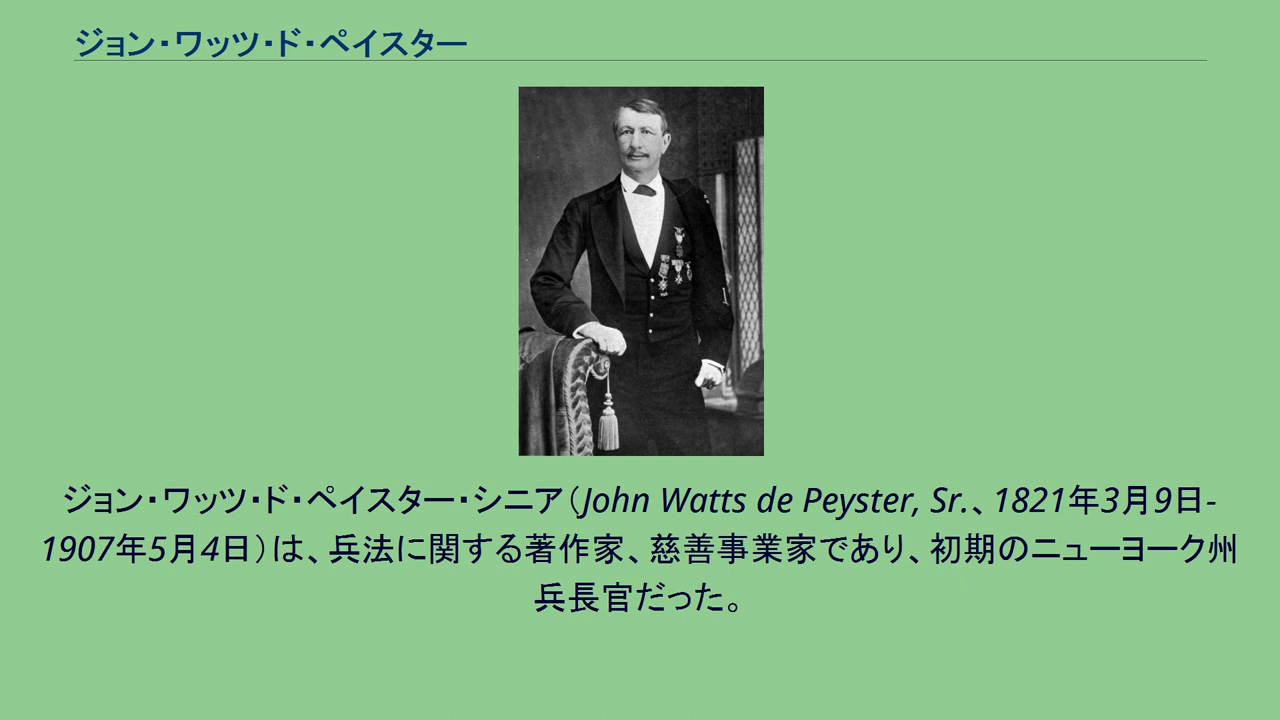 ジョン・ワッツ・ド・ペイスター
ジョン・ワッツ・ド・ペイスター・シニア（John Watts de Peyster, Sr.、1821年3月9日-
1907年5月4日）は、兵法に関する著作家、慈善事業家であり、初期のニューヨーク州
兵長官だった。